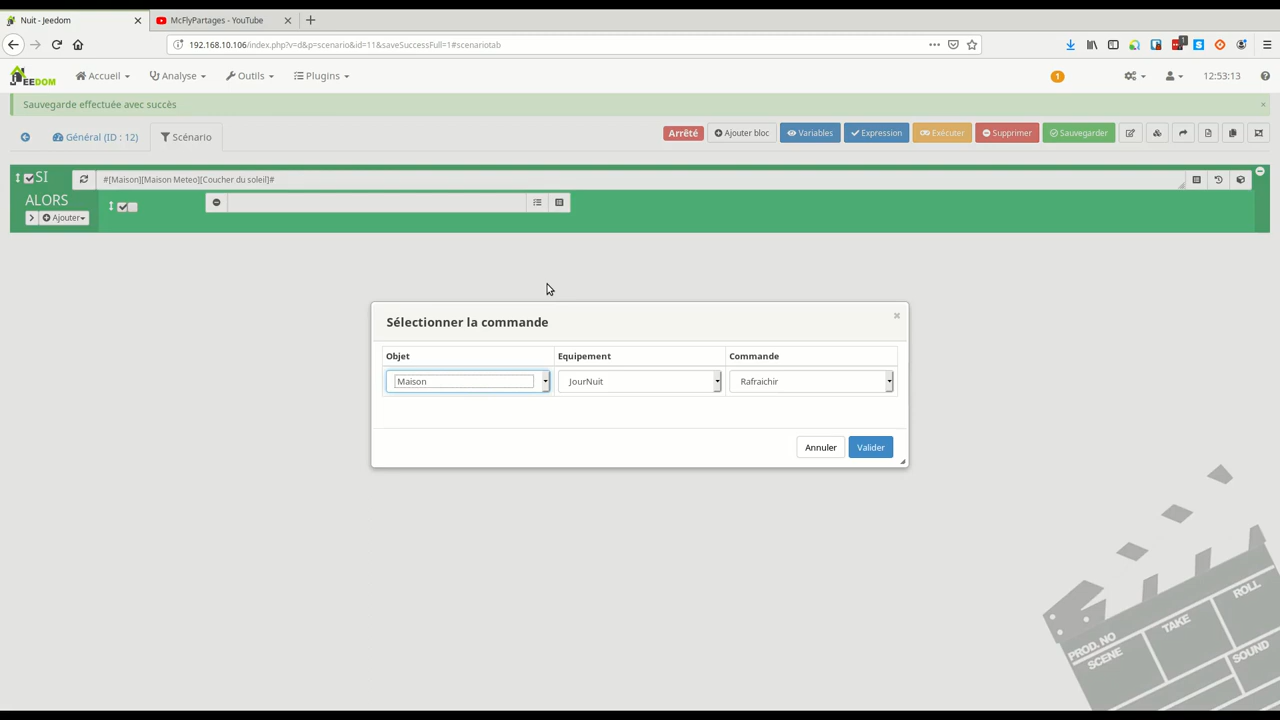 Nuit - Jeedom
McFlyPartages - YouTube
192.168.10.106/index.php?v=d&p=scenario&id=11&saveSuccessFull=1#scenariotab
1
JEEDOM
Accueil
Analyse
Outils
Plugins
1
12:53:13
Sauvegarde effectuée avec succès
Général (ID : 12)
Scénario
Arrêté
Ajouter bloc
Variables
Expression
Exécuter
Supprimer
Sauvegarder
SI
#[Maison][Maison Meteo][Coucher du soleil]#
ALORS
Ajouter
Sélectionner la commande
Objet
Equipement
Commande
Maison
JourNuit
Rafraichir
Annuler
Valider
PROD. NO
SCENE
TAKE
ROLL
SOUND